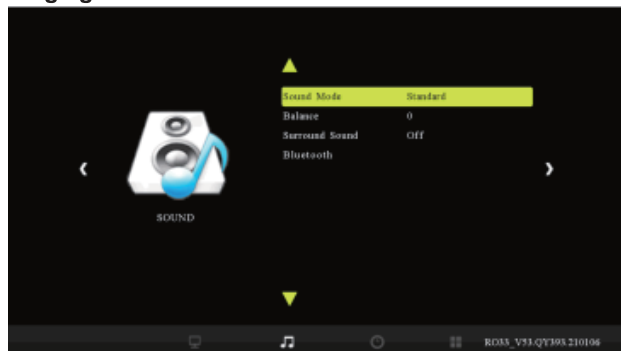 Sound Mode Standard
Balance 0
Surround Sound Off
Bluetooth
SOUND
RO33_V53.QY393.210106